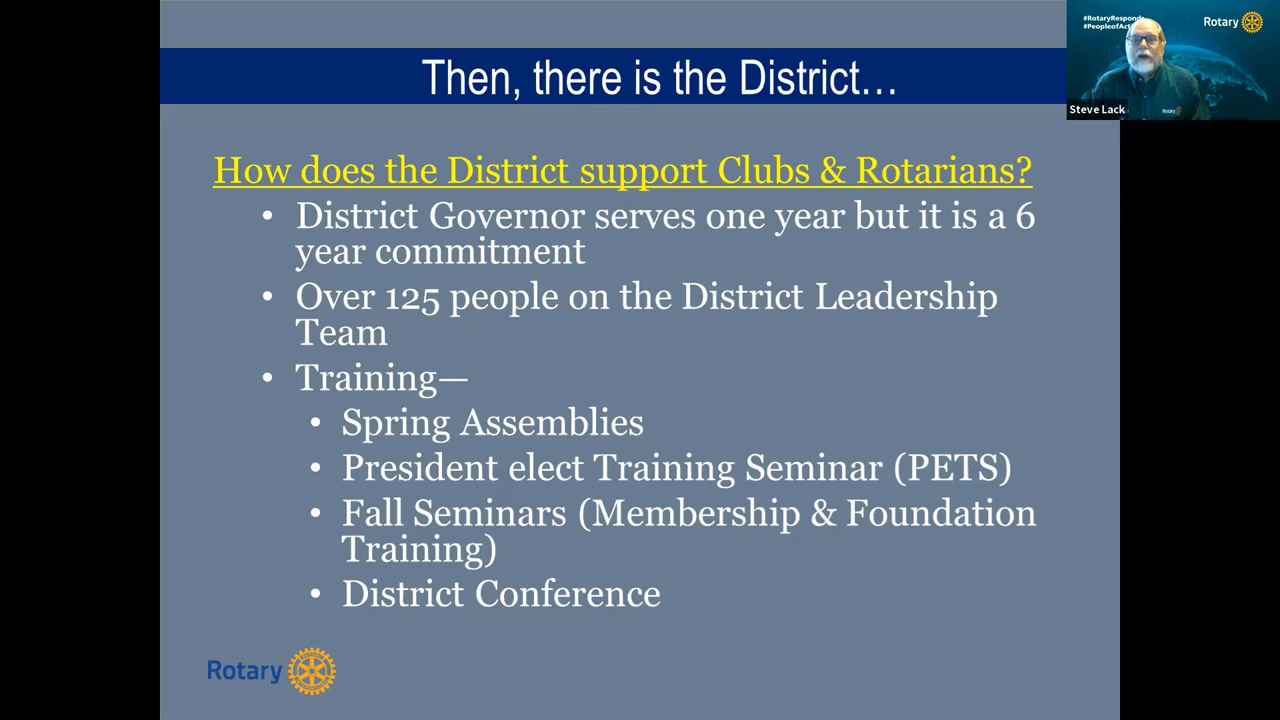 Then, there is the District...
#RotaryResponds
#PeopleofAction
Rotary
Steve Lack
Rotary
How does the District support Clubs & Rotarians?
• District Governor serves one year but it is a 6
year commitment
• Over 125 people on the District Leadership
Team
• Training—
• Spring Assemblies
• President elect Training Seminar (PETS)
• Fall Seminars (Membership & Foundation
Training)
• District Conference
Rotary